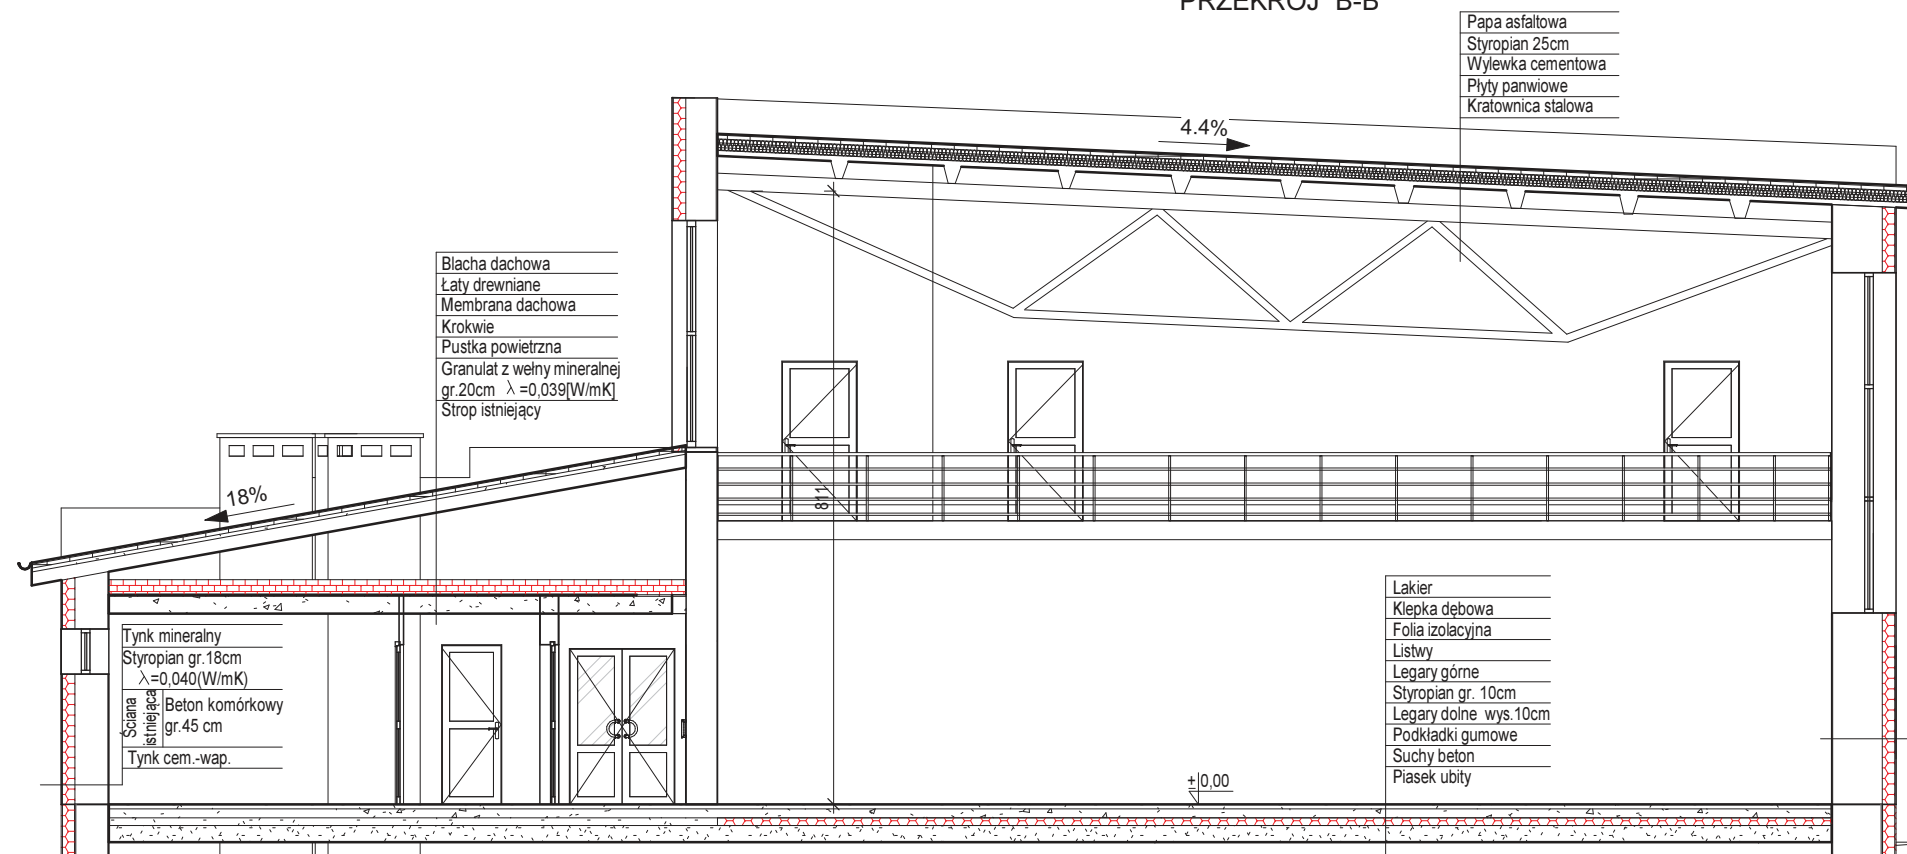 PRZEKRÓJ B-B
Papa asfaltowa
Styropian 25cm
Wylewka cementowa
Płyty panwiowe
Kratownica stalowa
4.4%
Blacha dachowa
Łaty drewniane
Membrana dachowa
Krokwie
Pustka powietrzna
Granulat z wełny mineralnej
gr.20cm λ =0,039[W/mK]
Strop istniejący
18%
811
Tynk mineralny
Styropian gr.18cm
λ=0,040(W/mK)
Ściana
istniejąca
Beton komórkowy
gr.45 cm
Tynk cem.-wap.
Lakier
Klepka dębowa
Folia izolacyjna
Listwy
Legary górne
Styropian gr. 10cm
Legary dolne wys.10cm
Podkładki gumowe
Suchy beton
Piasek ubity
±0,00